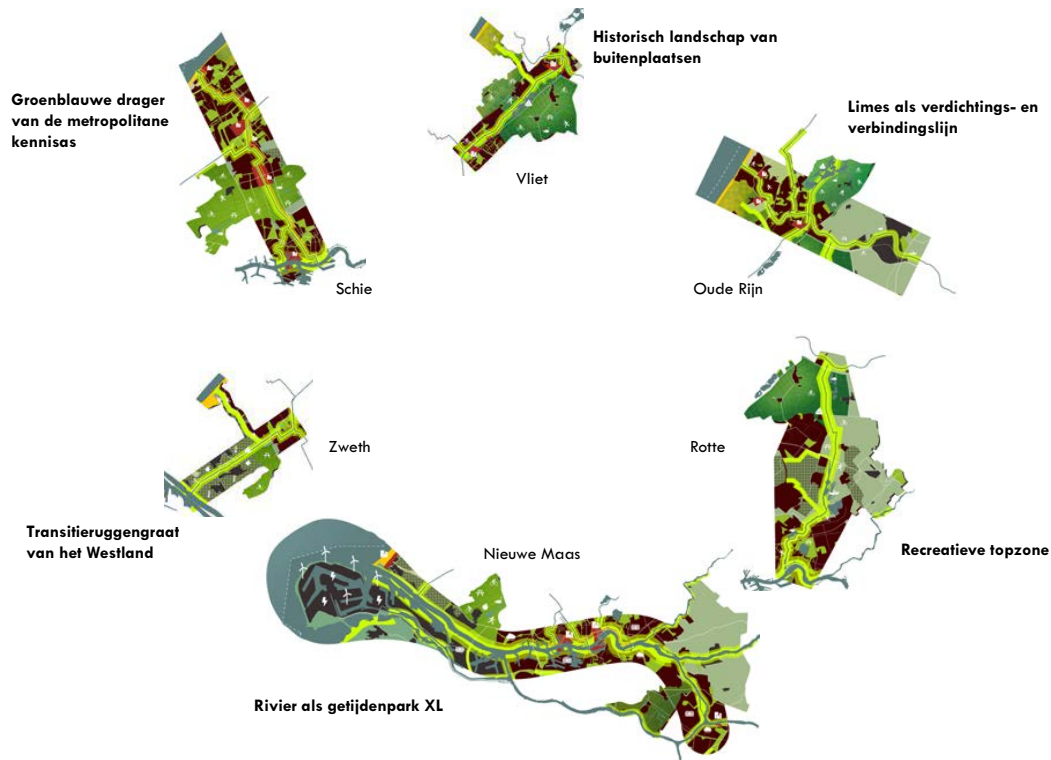 Historisch landschap van
buitenplaatsen
Groenblauwe drager
van de metropolitane
kennisas
Limes als verdichtings- en
verbindingslijn
Vliet
Schie
Oude Rijn
Zweth
Rotte
Transitieruggengraat
van het Westland
Nieuwe Maas
Recreatieve topzone
Rivier als getijdenpark XL